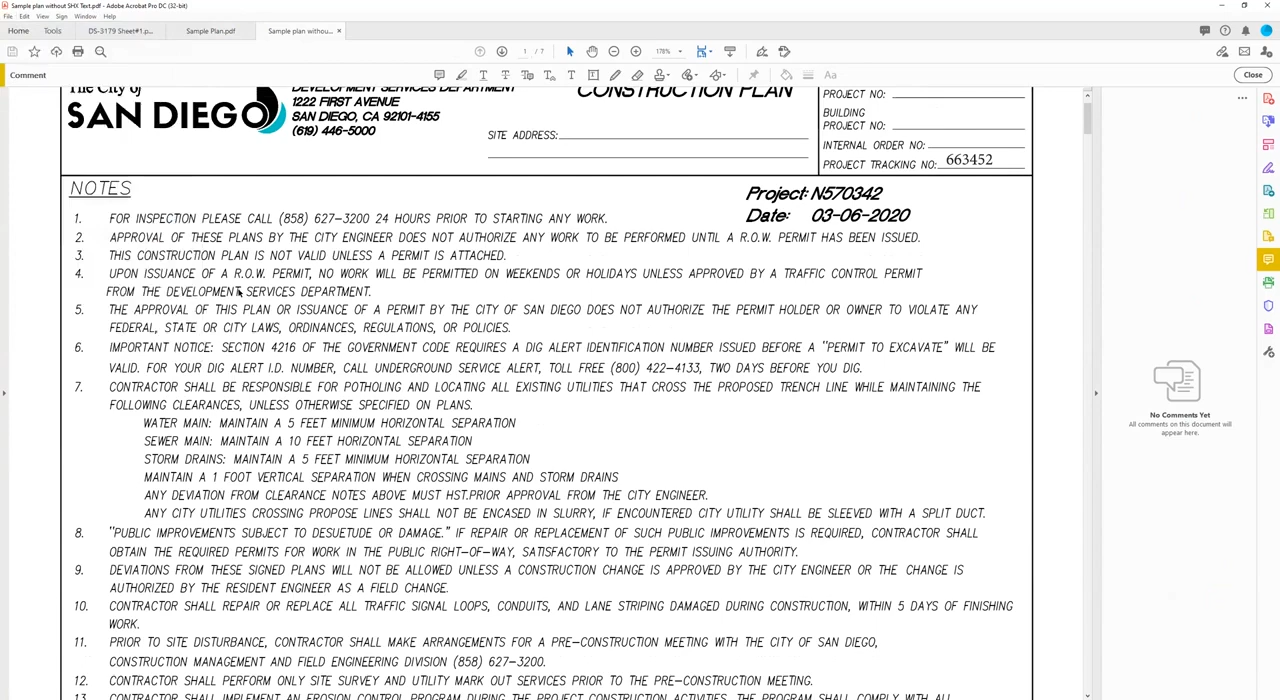 Sample plan without SHX Text.pdf - Adobe Acrobat Pro DC (32-bit)
File Edit View Sign Window Help
Home Tools DS-3179 Sheet#1.p... Sample Plan.pdf Sample plan withou... ×
1 / 7 178%
Comment Close
The City of
SAN DIEGO
DEVELOPMENT SERVICES DEPARTMENT
1222 FIRST AVENUE
SAN DIEGO, CA 92101-4155
(619) 446-5000
CONSTRUCTION PLAN
SITE ADDRESS:
PROJECT NO:
BUILDING
PROJECT NO:
INTERNAL ORDER NO:
PROJECT TRACKING NO: 663452
NOTES
Project: N570342
Date: 03-06-2020
1. FOR INSPECTION PLEASE CALL (858) 627-3200 24 HOURS PRIOR TO STARTING ANY WORK.
2. APPROVAL OF THESE PLANS BY THE CITY ENGINEER DOES NOT AUTHORIZE ANY WORK TO BE PERFORMED UNTIL A R.O.W. PERMIT HAS BEEN ISSUED.
3. THIS CONSTRUCTION PLAN IS NOT VALID UNLESS A PERMIT IS ATTACHED.
4. UPON ISSUANCE OF A R.O.W. PERMIT, NO WORK WILL BE PERMITTED ON WEEKENDS OR HOLIDAYS UNLESS APPROVED BY A TRAFFIC CONTROL PERMIT
FROM THE DEVELOPMENT SERVICES DEPARTMENT.
5. THE APPROVAL OF THIS PLAN OR ISSUANCE OF A PERMIT BY THE CITY OF SAN DIEGO DOES NOT AUTHORIZE THE PERMIT HOLDER OR OWNER TO VIOLATE ANY
FEDERAL, STATE OR CITY LAWS, ORDINANCES, REGULATIONS, OR POLICIES.
6. IMPORTANT NOTICE: SECTION 4216 OF THE GOVERNMENT CODE REQUIRES A DIG ALERT IDENTIFICATION NUMBER ISSUED BEFORE A "PERMIT TO EXCAVATE" WILL BE
VALID. FOR YOUR DIG ALERT I.D. NUMBER, CALL UNDERGROUND SERVICE ALERT, TOLL FREE (800) 422-4133, TWO DAYS BEFORE YOU DIG.
7. CONTRACTOR SHALL BE RESPONSIBLE FOR POTHOLING AND LOCATING ALL EXISTING UTILITIES THAT CROSS THE PROPOSED TRENCH LINE WHILE MAINTAINING THE
FOLLOWING CLEARANCES, UNLESS OTHERWISE SPECIFIED ON PLANS.
WATER MAIN: MAINTAIN A 5 FEET MINIMUM HORIZONTAL SEPARATION
SEWER MAIN: MAINTAIN A 10 FEET HORIZONTAL SEPARATION
STORM DRAINS: MAINTAIN A 5 FEET MINIMUM HORIZONTAL SEPARATION
MAINTAIN A 1 FOOT VERTICAL SEPARATION WHEN CROSSING MAINS AND STORM DRAINS
ANY DEVIATION FROM CLEARANCE NOTES ABOVE MUST HST.PRIOR APPROVAL FROM THE CITY ENGINEER.
ANY CITY UTILITIES CROSSING PROPOSE LINES SHALL NOT BE ENCASED IN SLURRY, IF ENCOUNTERED CITY UTILITY SHALL BE SLEEVED WITH A SPLIT DUCT.
8. "PUBLIC IMPROVEMENTS SUBJECT TO DESUETUDE OR DAMAGE." IF REPAIR OR REPLACEMENT OF SUCH PUBLIC IMPROVEMENTS IS REQUIRED, CONTRACTOR SHALL
OBTAIN THE REQUIRED PERMITS FOR WORK IN THE PUBLIC RIGHT-OF-WAY, SATISFACTORY TO THE PERMIT ISSUING AUTHORITY.
9. DEVIATIONS FROM THESE SIGNED PLANS WILL NOT BE ALLOWED UNLESS A CONSTRUCTION CHANGE IS APPROVED BY THE CITY ENGINEER OR THE CHANGE IS
AUTHORIZED BY THE RESIDENT ENGINEER AS A FIELD CHANGE.
10. CONTRACTOR SHALL REPAIR OR REPLACE ALL TRAFFIC SIGNAL LOOPS, CONDUITS, AND LANE STRIPING DAMAGED DURING CONSTRUCTION, WITHIN 5 DAYS OF FINISHING
WORK.
11. PRIOR TO SITE DISTURBANCE, CONTRACTOR SHALL MAKE ARRANGEMENTS FOR A PRE-CONSTRUCTION MEETING WITH THE CITY OF SAN DIEGO,
CONSTRUCTION MANAGEMENT AND FIELD ENGINEERING DIVISION (858) 627-3200.
12. CONTRACTOR SHALL PERFORM ONLY SITE SURVEY AND UTILITY MARK OUT SERVICES PRIOR TO THE PRE-CONSTRUCTION MEETING.
13. CONTRACTOR SHALL IMPLEMENT AN EROSION CONTROL PROGRAM DURING THE PROJECT CONSTRUCTION ACTIVITIES. THE PROGRAM SHALL COMPLY WITH ALL
No Comments Yet
All comments on this document will
appear here.